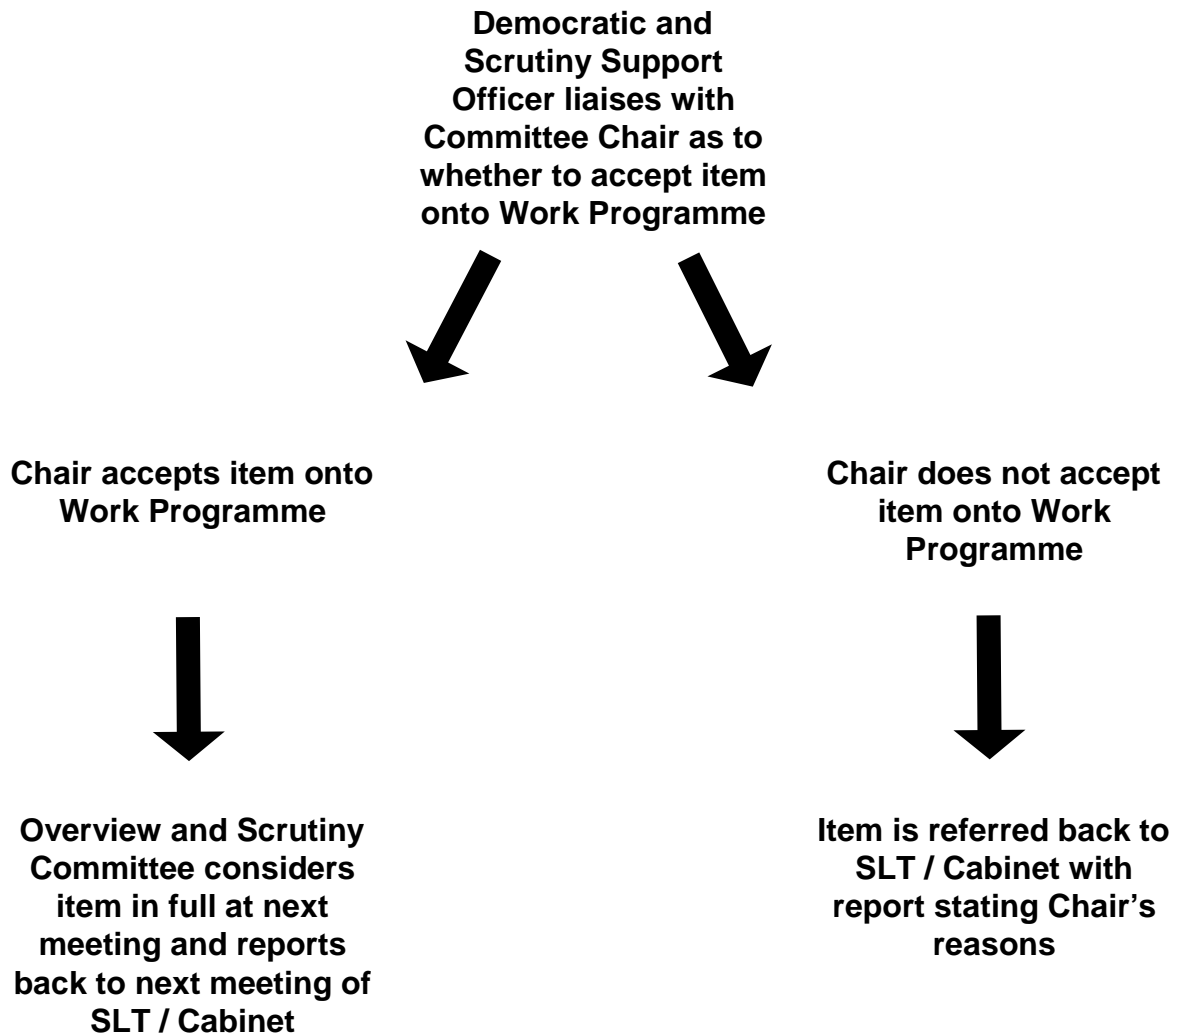 Democratic and
Scrutiny Support
Officer liaises with
Committee Chair as to
whether to accept item
onto Work Programme
Chair accepts item onto
Work Programme
Chair does not accept
item onto Work
Programme
Overview and Scrutiny
Committee considers
item in full at next
meeting and reports
back to next meeting of
SLT / Cabinet
Item is referred back to
SLT / Cabinet with
report stating Chair’s
reasons